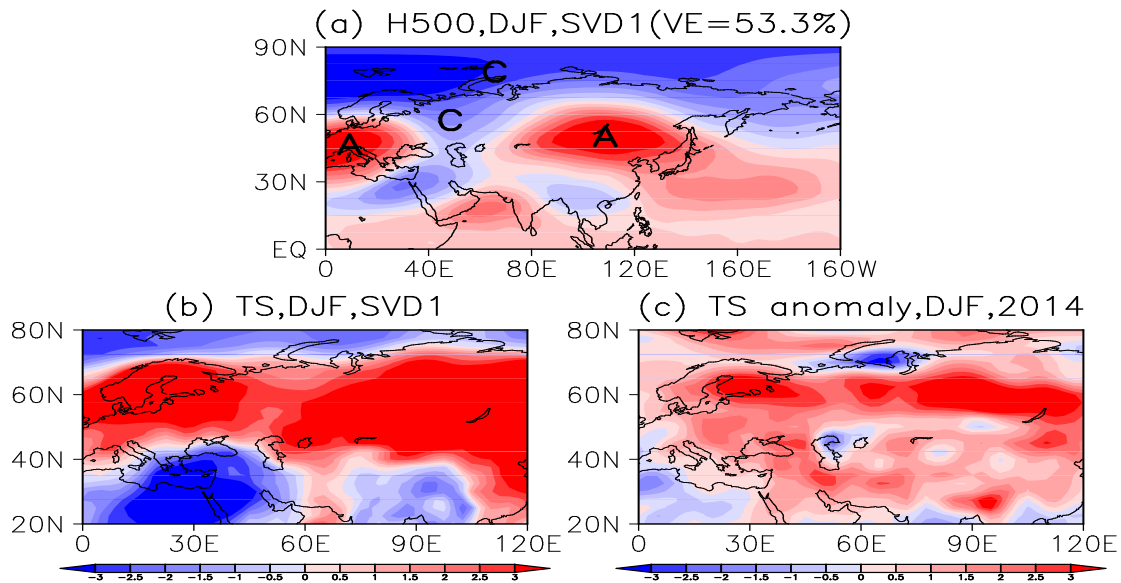 (a) H500,DJF,SVD1(VE=53.3%)
90N
C
60N
C
A
A
30N
EQ
0 40E 80E 120E 160E 160W
(b) TS,DJF,SVD1
(c) TS anomaly,DJF,2014
80N
60N
40N
20N
0 30E 60E 90E 120E
80N
60N
40N
20N
0 30E 60E 90E 120E
-3 -2.5 -2 -1.5 -1 -0.5 0 0.5 1 1.5 2 2.5 3
-3 -2.5 -2 -1.5 -1 -0.5 0 0.5 1 1.5 2 2.5 3